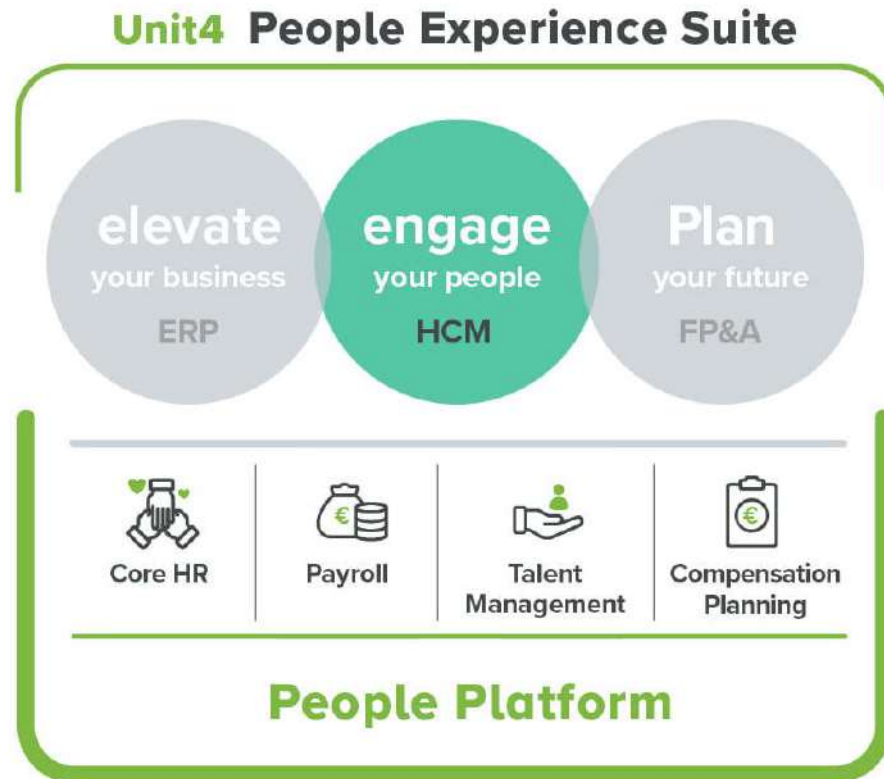 Unit4 People Experience Suite
elevate
your business
ERP
engage
your people
HCM
Plan
your future
FP&A
€
€
Core HR
Payroll
Talent
Management
Compensation
Planning
People Platform